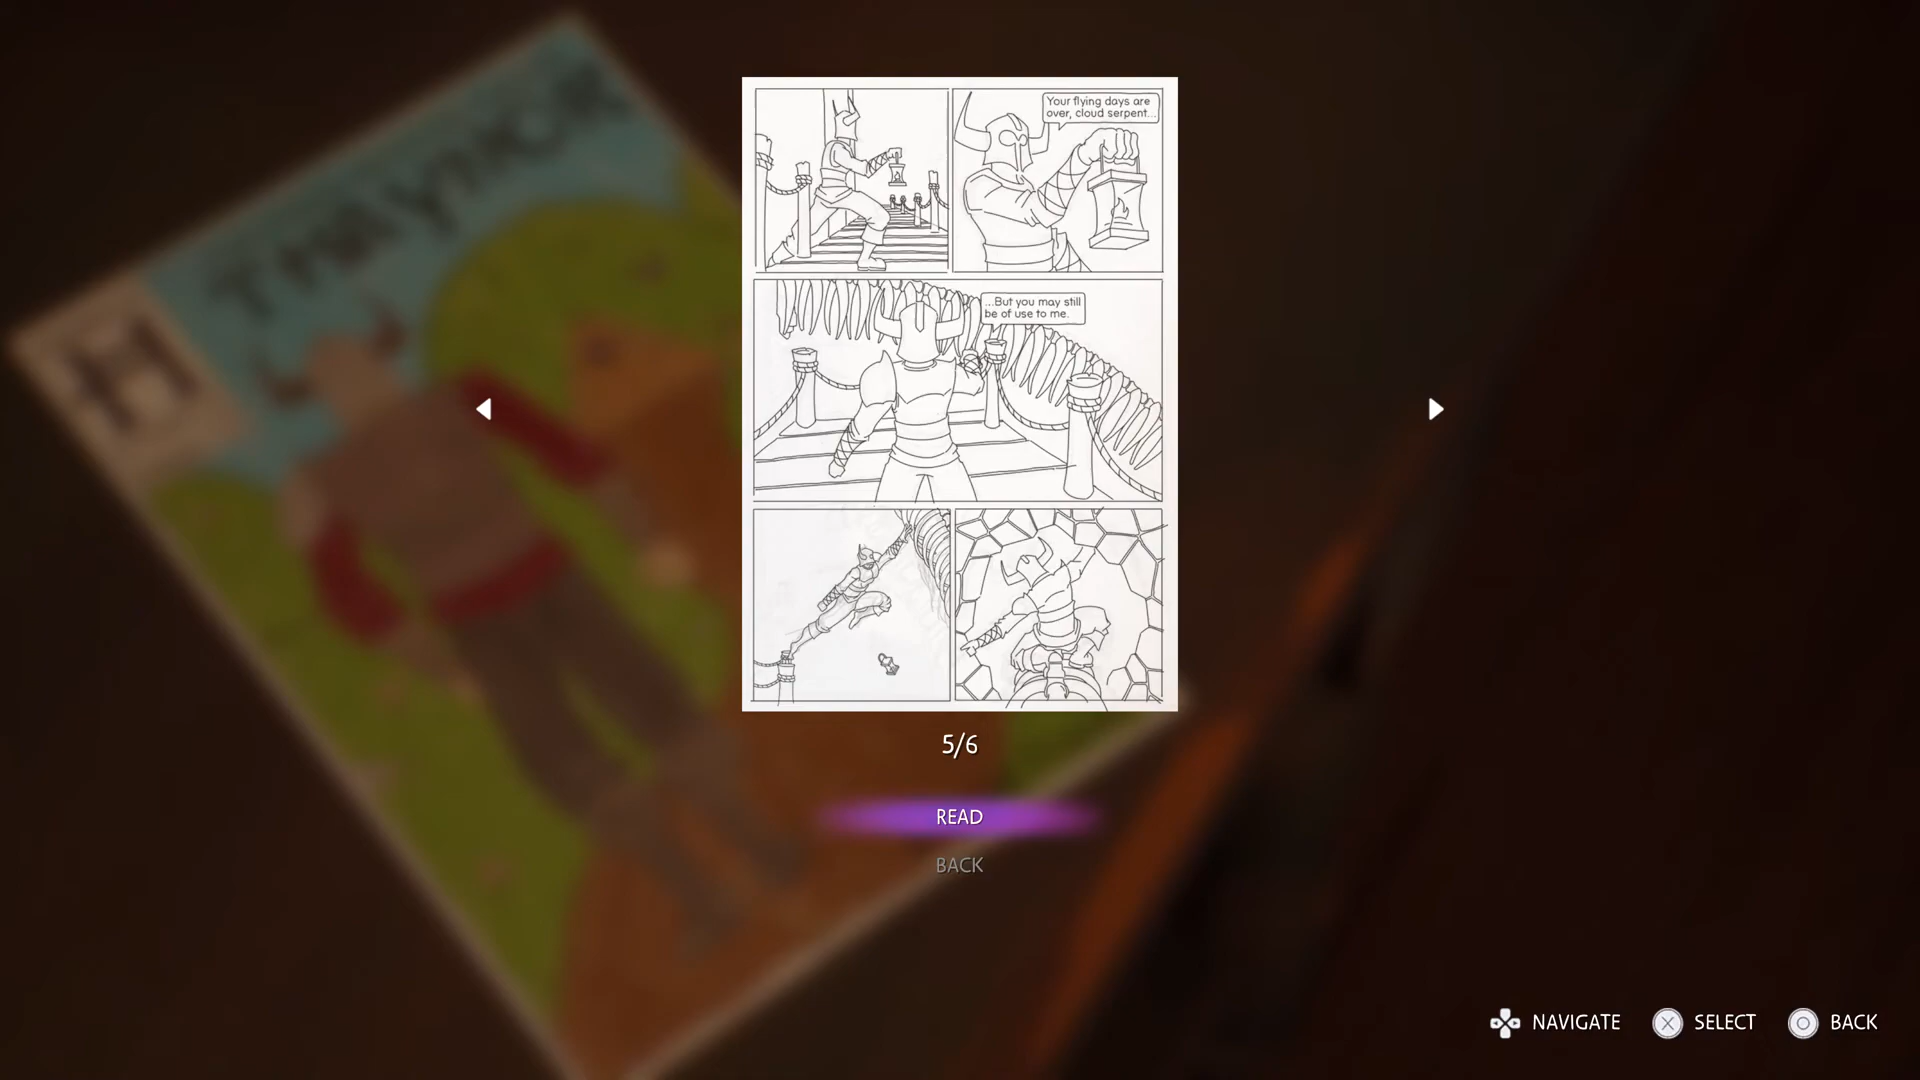 THRAYNOR
H
Your flying days are
over, cloud serpent...
...But you may still
be of use to me.
5/6
READ
BACK
NAVIGATE
SELECT
BACK